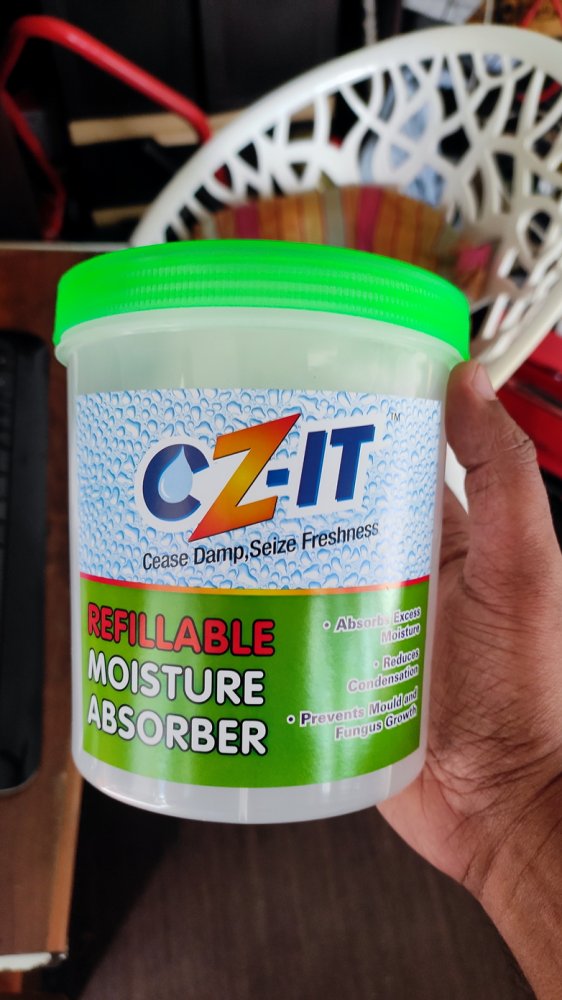 CZ-IT
TM
Cease Damp,Seize Freshness
REFILLABLE
MOISTURE
ABSORBER
• Absorbs Excess
Moisture
• Reduces
Condensation
• Prevents Mould and
Fungus Growth